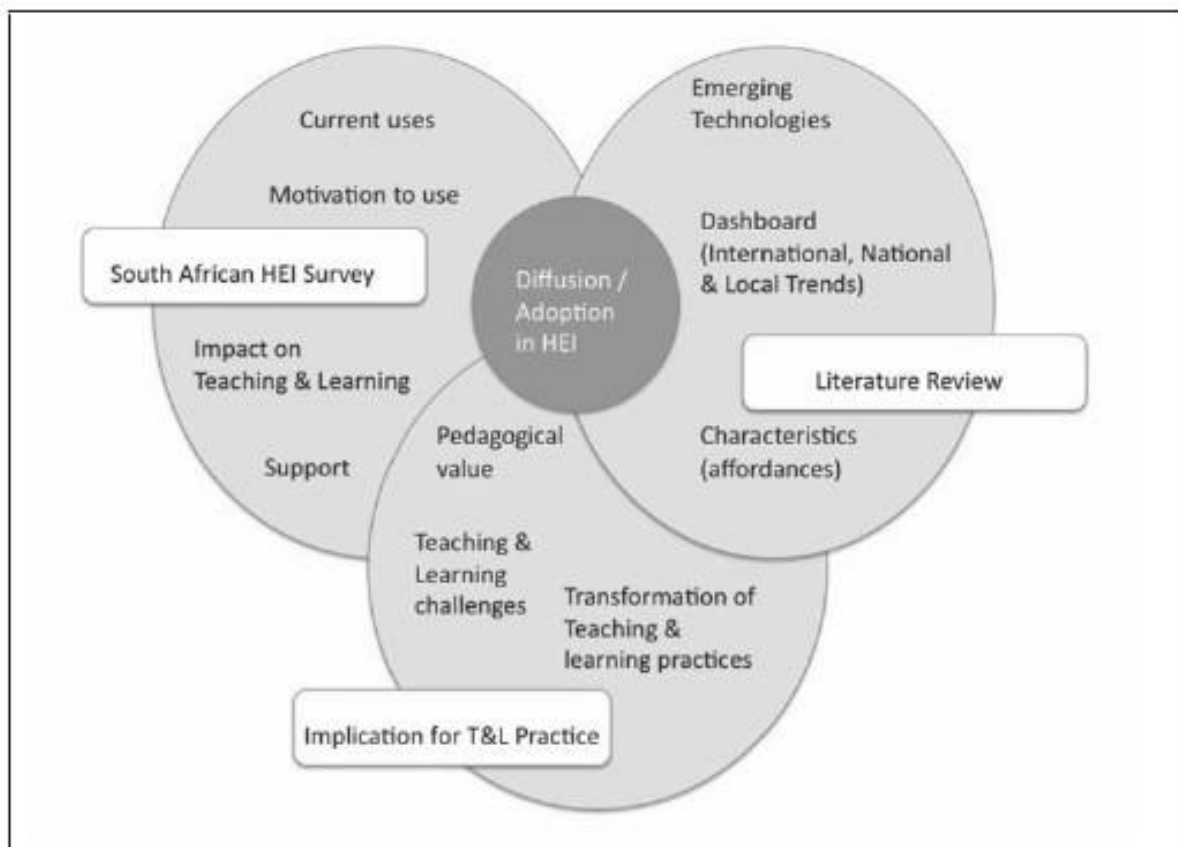 Current uses
Motivation to use
South African HEI Survey
Impact on
Teaching & Learning
Support
Diffusion /
Adoption
in HEI
Emerging
Technologies
Dashboard
(International, National
& Local Trends)
Literature Review
Characteristics
(affordances)
Pedagogical
value
Teaching &
Learning
challenges
Transformation of
Teaching &
learning practices
Implication for T&L Practice